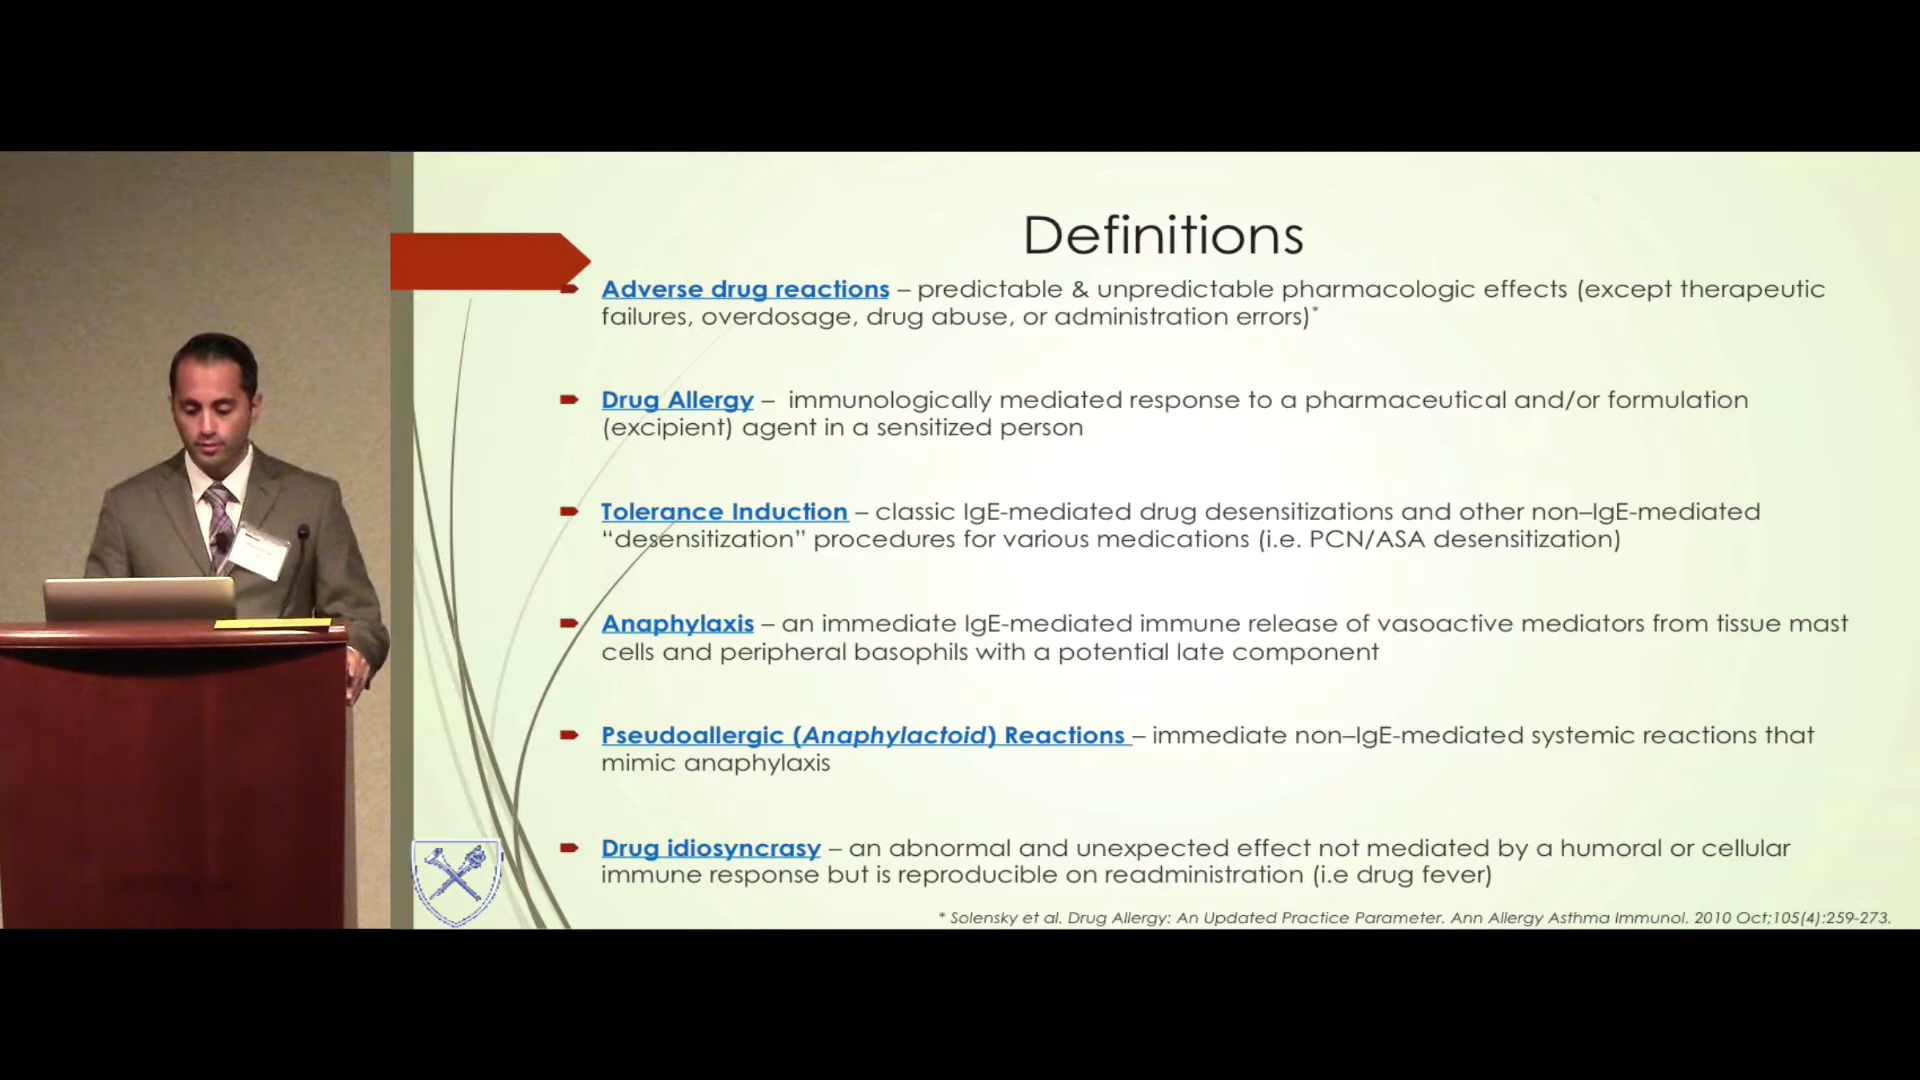 Definitions
Adverse drug reactions – predictable & unpredictable pharmacologic effects (except therapeutic
failures, overdosage, drug abuse, or administration errors)*
Drug Allergy – immunologically mediated response to a pharmaceutical and/or formulation
(excipient) agent in a sensitized person
Tolerance Induction – classic IgE-mediated drug desensitizations and other non–IgE-mediated
“desensitization” procedures for various medications (i.e. PCN/ASA desensitization)
Anaphylaxis – an immediate IgE-mediated immune release of vasoactive mediators from tissue mast
cells and peripheral basophils with a potential late component
Pseudoallergic (Anaphylactoid) Reactions – immediate non–IgE-mediated systemic reactions that
mimic anaphylaxis
Drug idiosyncrasy – an abnormal and unexpected effect not mediated by a humoral or cellular
immune response but is reproducible on readministration (i.e drug fever)
* Solensky et al. Drug Allergy: An Updated Practice Parameter. Ann Allergy Asthma Immunol. 2010 Oct;105(4):259-273.